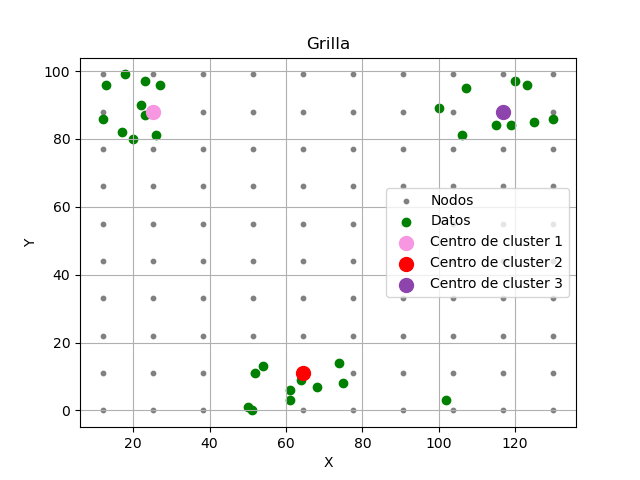 Grilla
100
80
60
40
20
0
Y
Nodos
Datos
Centro de cluster 1
Centro de cluster 2
Centro de cluster 3
20 40 60 80 100 120
X